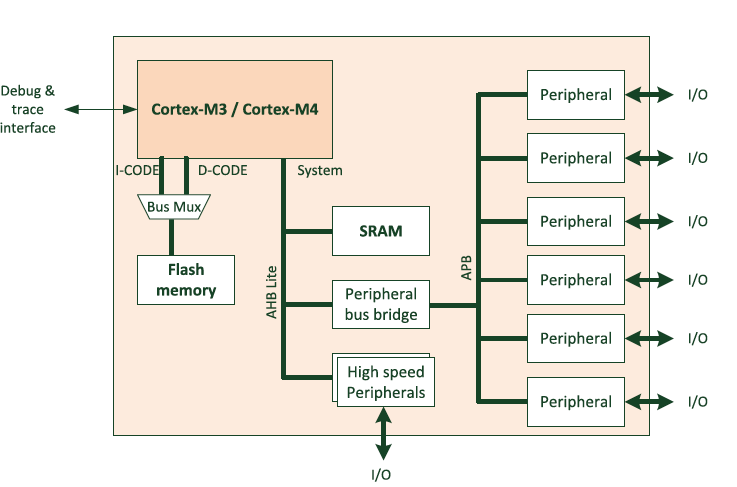 Debug &
trace
interface
Cortex-M3 / Cortex-M4
I-CODE
D-CODE
System
Bus Mux
Flash
memory
AHB Lite
SRAM
Peripheral
bus bridge
High speed
Peripherals
I/O
APB
Peripheral
I/O
Peripheral
I/O
Peripheral
I/O
Peripheral
I/O
Peripheral
I/O
Peripheral
I/O